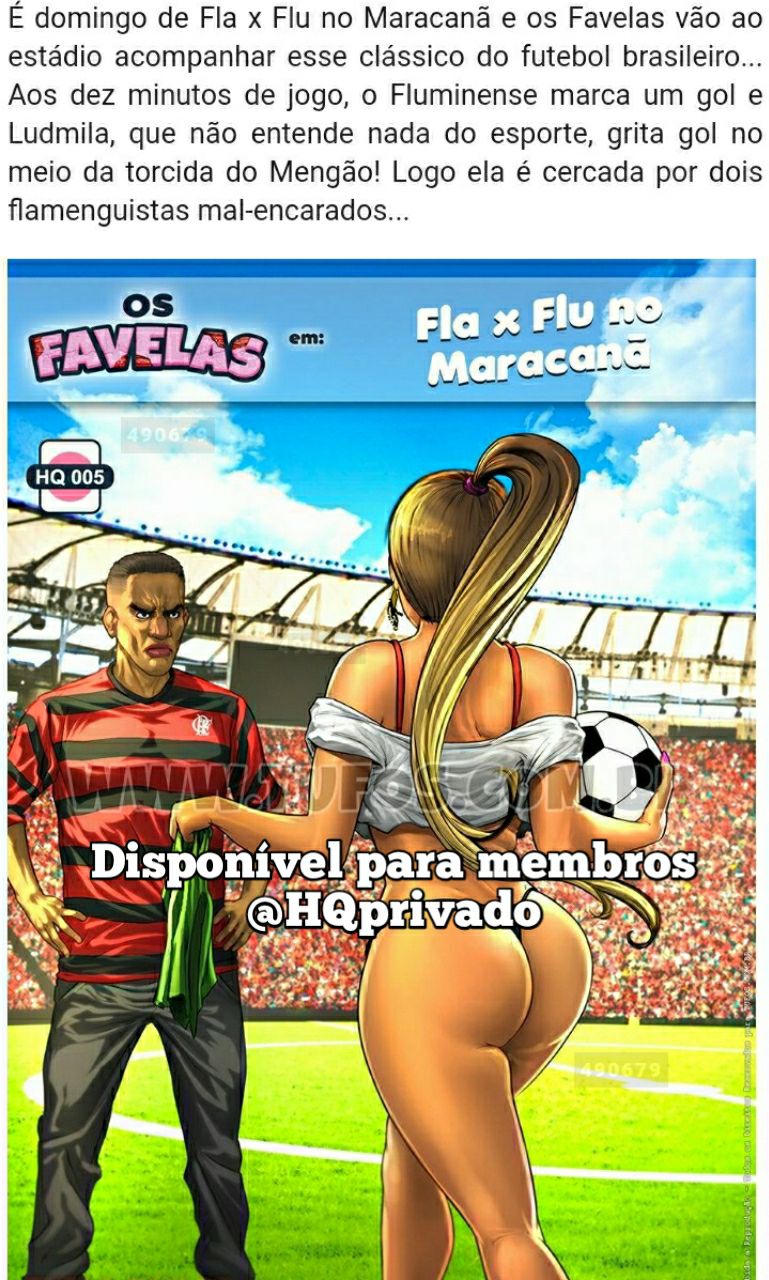 É domingo de Fla x Flu no Maracanã e os Favelas vão ao
estádio acompanhar esse clássico do futebol brasileiro...
Aos dez minutos de jogo, o Fluminense marca um gol e
Ludmila, que não entende nada do esporte, grita gol no
meio da torcida do Mengão! Logo ela é cercada por dois
flamenguistas mal-encarados...
OS
FAVELAS
em:
Fla x Flu no
Maracanã
490679
HQ 005
Disponível para membros
@HQprivado
490679